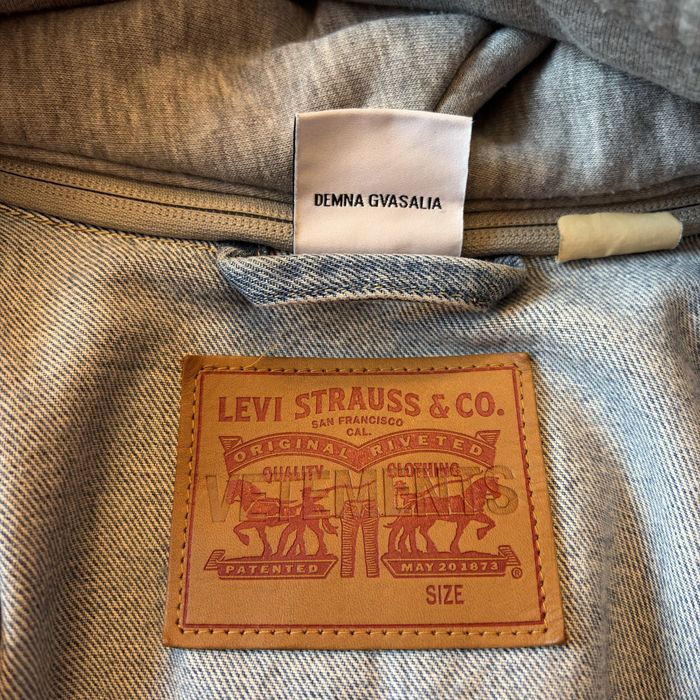 DEMNA GVASALIA
LEVI STRAUSS & CO.
SAN FRANCISCO
CAL.
ORIGINAL RIVETED
QUALITY CLOTHING
VETEMENTS
PATENTED MAY 20 1873
®
SIZE